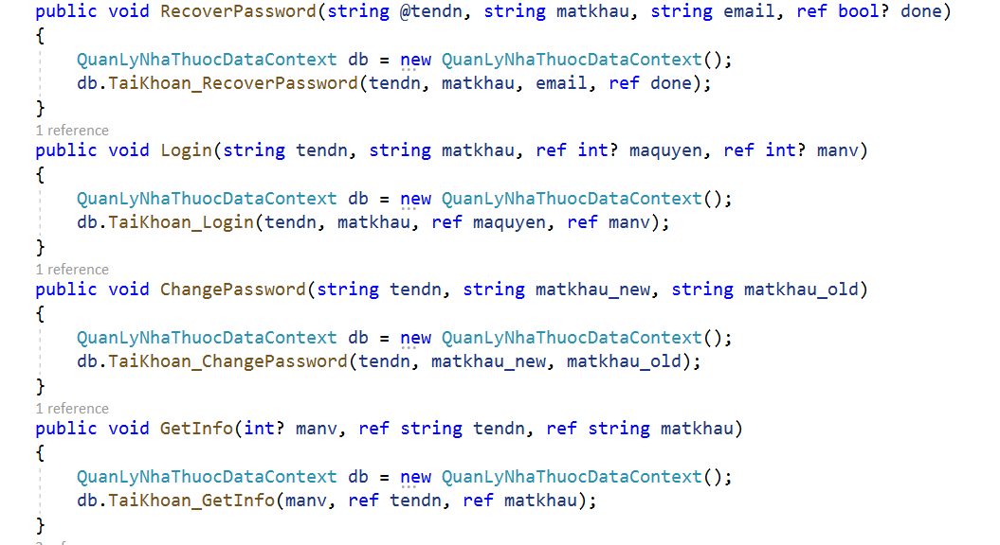 public void RecoverPassword(string @tendn, string matkhau, string email, ref bool? done)
{
QuanLyNhaThuocDataContext db = new QuanLyNhaThuocDataContext();
db.TaiKhoan_RecoverPassword(tendn, matkhau, email, ref done);
}
1 reference
public void Login(string tendn, string matkhau, ref int? maquyen, ref int? manv)
{
QuanLyNhaThuocDataContext db = new QuanLyNhaThuocDataContext();
db.TaiKhoan_Login(tendn, matkhau, ref maquyen, ref manv);
}
1 reference
public void ChangePassword(string tendn, string matkhau_new, string matkhau_old)
{
QuanLyNhaThuocDataContext db = new QuanLyNhaThuocDataContext();
db.TaiKhoan_ChangePassword(tendn, matkhau_new, matkhau_old);
}
1 reference
public void GetInfo(int? manv, ref string tendn, ref string matkhau)
{
QuanLyNhaThuocDataContext db = new QuanLyNhaThuocDataContext();
db.TaiKhoan_GetInfo(manv, ref tendn, ref matkhau);
}